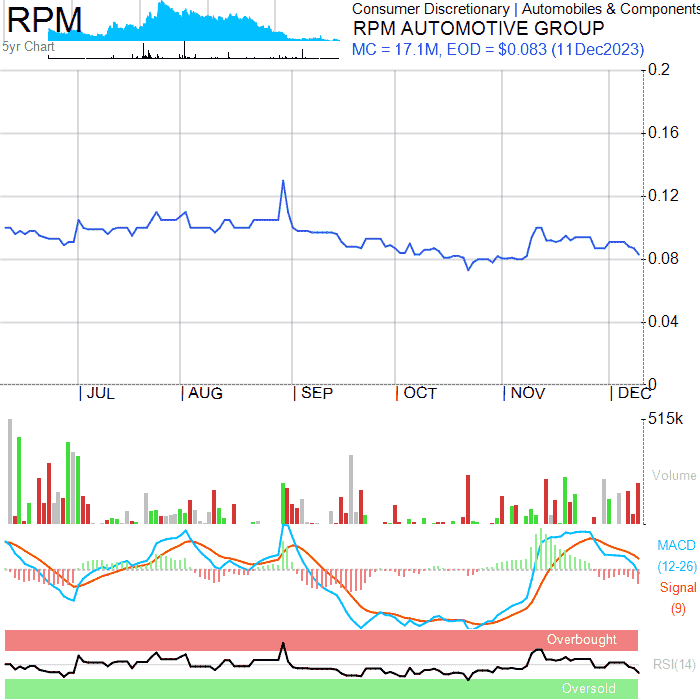 RPM
5yr Chart
Consumer Discretionary | Automobiles & Components
RPM AUTOMOTIVE GROUP
MC = 17.1M, EOD = $0.083 (11Dec2023)
0.2
0.16
0.12
0.08
0.04
0
| JUL | AUG | SEP | OCT | NOV | DEC
515k
Volume
MACD
(12-26)
Signal
(9)
Overbought
RSI(14)
Oversold